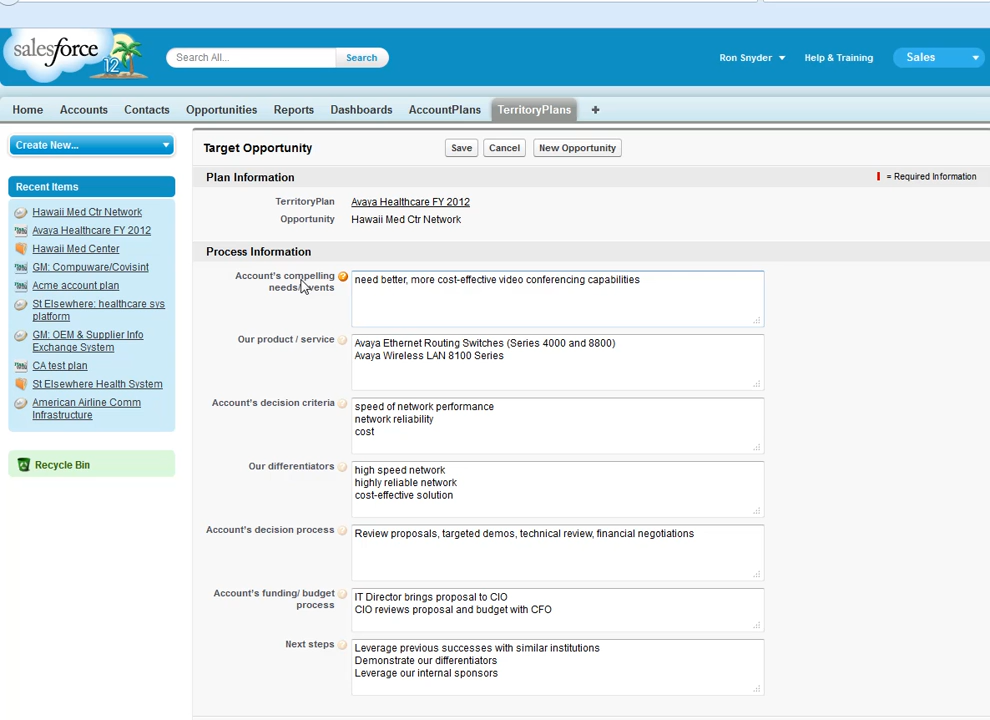 salesforce
12
Search All...
Search
Ron Snyder
Help & Training
Sales
Home
Accounts
Contacts
Opportunities
Reports
Dashboards
AccountPlans
TerritoryPlans
+
Create New...
Recent Items
Hawaii Med Ctr Network
Avaya Healthcare FY 2012
Hawaii Med Center
GM: Compuware/Covisint
Acme account plan
St Elsewhere: healthcare sys
platform
GM: OEM & Supplier Info
Exchange System
CA test plan
St Elsewhere Health System
American Airline Comm
Infrastructure
Recycle Bin
Target Opportunity
Save
Cancel
New Opportunity
Plan Information
= Required Information
TerritoryPlan
Avaya Healthcare FY 2012
Opportunity
Hawaii Med Ctr Network
Process Information
Account's compelling
needs/events
need better, more cost-effective video conferencing capabilities
Our product / service
Avaya Ethernet Routing Switches (Series 4000 and 8800)
Avaya Wireless LAN 8100 Series
Account's decision criteria
speed of network performance
network reliability
cost
Our differentiators
high speed network
highly reliable network
cost-effective solution
Account's decision process
Review proposals, targeted demos, technical review, financial negotiations
Account's funding/ budget
process
IT Director brings proposal to CIO
CIO reviews proposal and budget with CFO
Next steps
Leverage previous successes with similar institutions
Demonstrate our differentiators
Leverage our internal sponsors